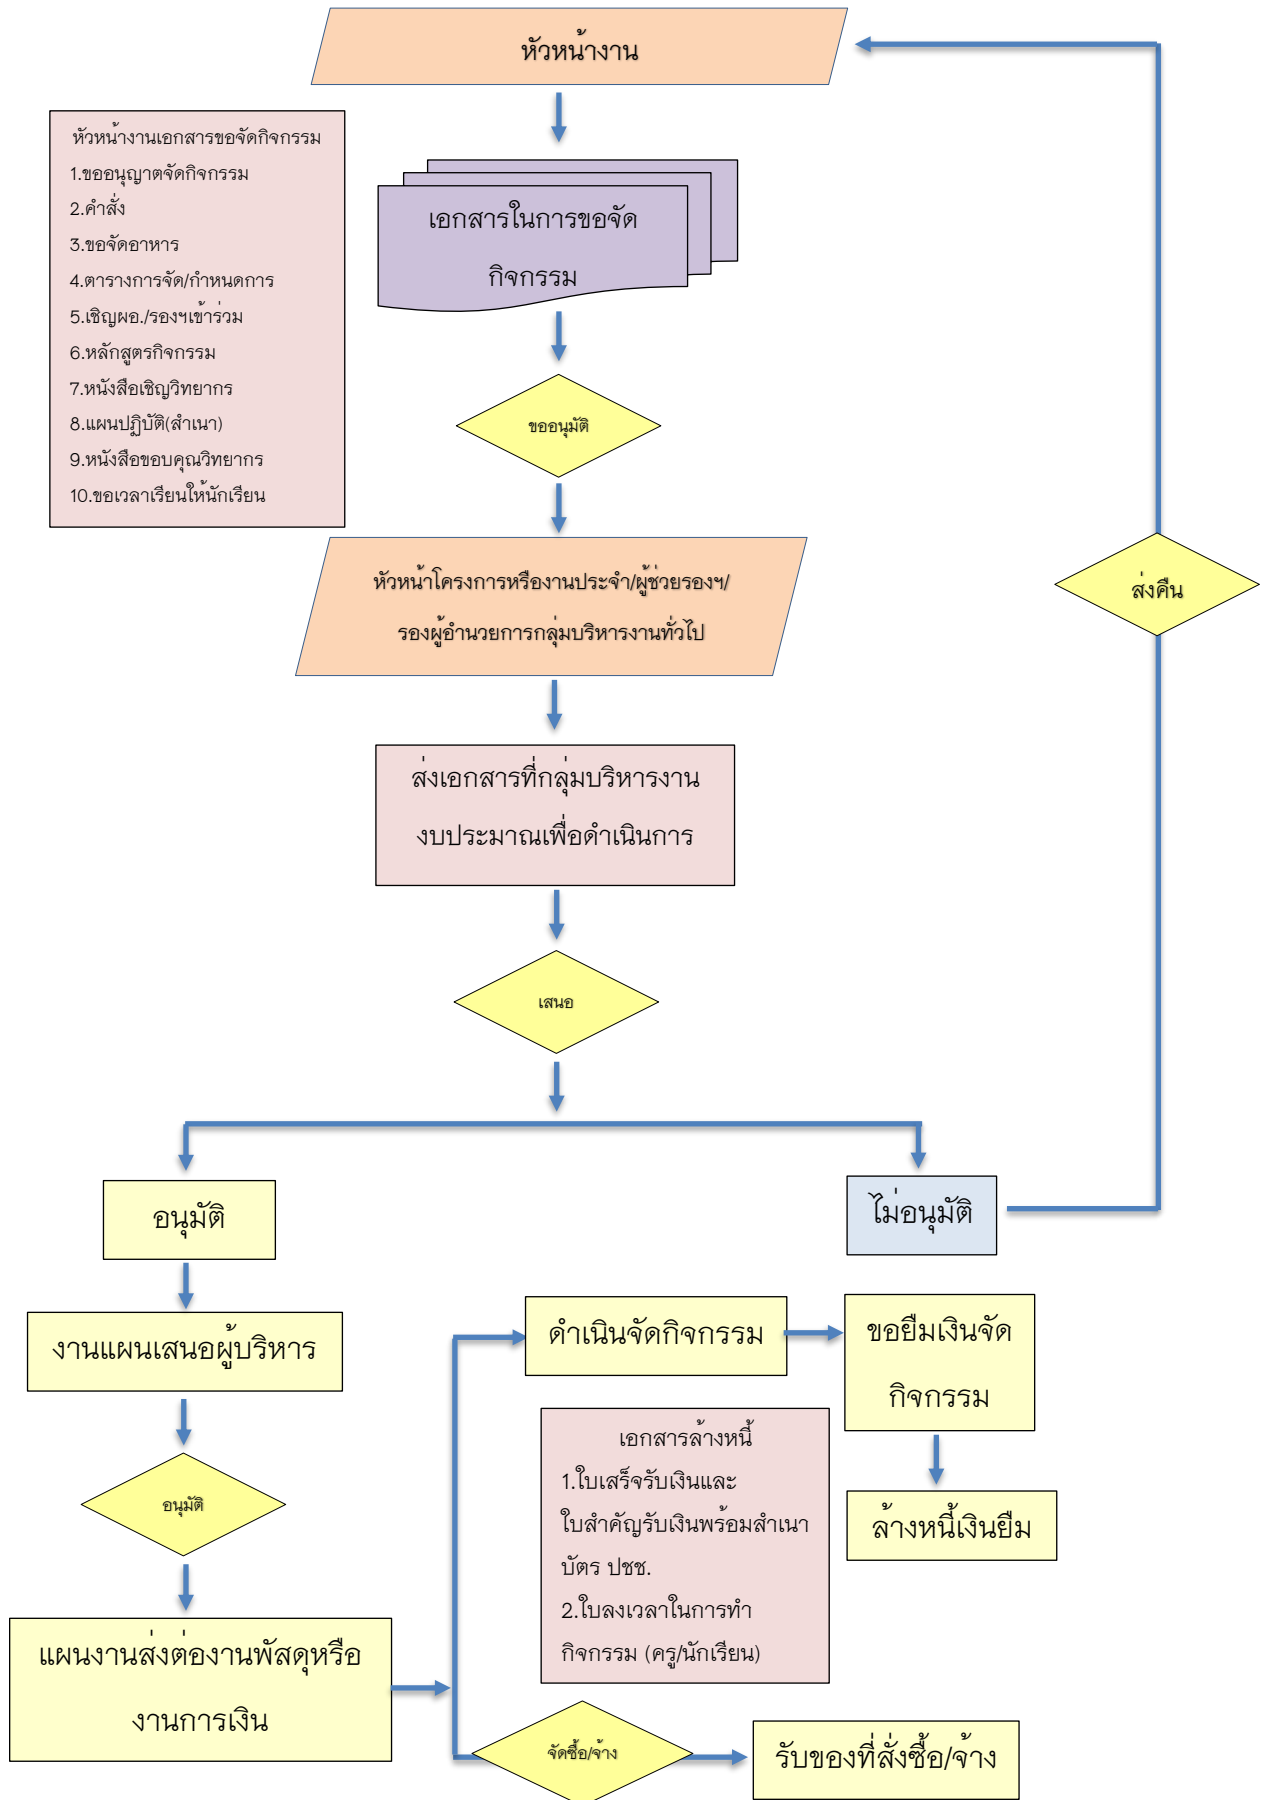 หัวหน้างาน
หัวหน้างานเอกสารขอจัดกิจกรรม
1.ขออนุญาตจัดกิจกรรม
2.คำสั่ง
3.ขอจัดอาหาร
4.ตารางการจัด/กำหนดการ
5.เชิญผอ./รองฯเข้าร่วม
6.หลักสูตรกิจกรรม
7.หนังสือเชิญวิทยากร
8.แผนปฏิบัติ(สำเนา)
9.หนังสือขอบคุณวิทยากร
10.ขอเวลาเรียนให้นักเรียน
เอกสารในการขอจัด
กิจกรรม
ขออนุมัติ
หัวหน้าโครงการหรืองานประจำ/ผู้ช่วยรองฯ/
รองผู้อำนวยการกลุ่มบริหารงานทั่วไป
ส่งคืน
ส่งเอกสารที่กลุ่มบริหารงาน
งบประมาณเพื่อดำเนินการ
เสนอ
อนุมัติ
ไม่อนุมัติ
งานแผนเสนอผู้บริหาร
อนุมัติ
แผนงานส่งต่องานพัสดุหรือ
งานการเงิน
ดำเนินจัดกิจกรรม
ขอยืมเงินจัด
กิจกรรม
ล้างหนี้เงินยืม
เอกสารล้างหนี้
1.ใบเสร็จรับเงินและ
ใบสำคัญรับเงินพร้อมสำเนา
บัตร ปชช.
2.ใบลงเวลาในการทำ
กิจกรรม (ครู/นักเรียน)
จัดซื้อ/จ้าง
รับของที่สั่งซื้อ/จ้าง